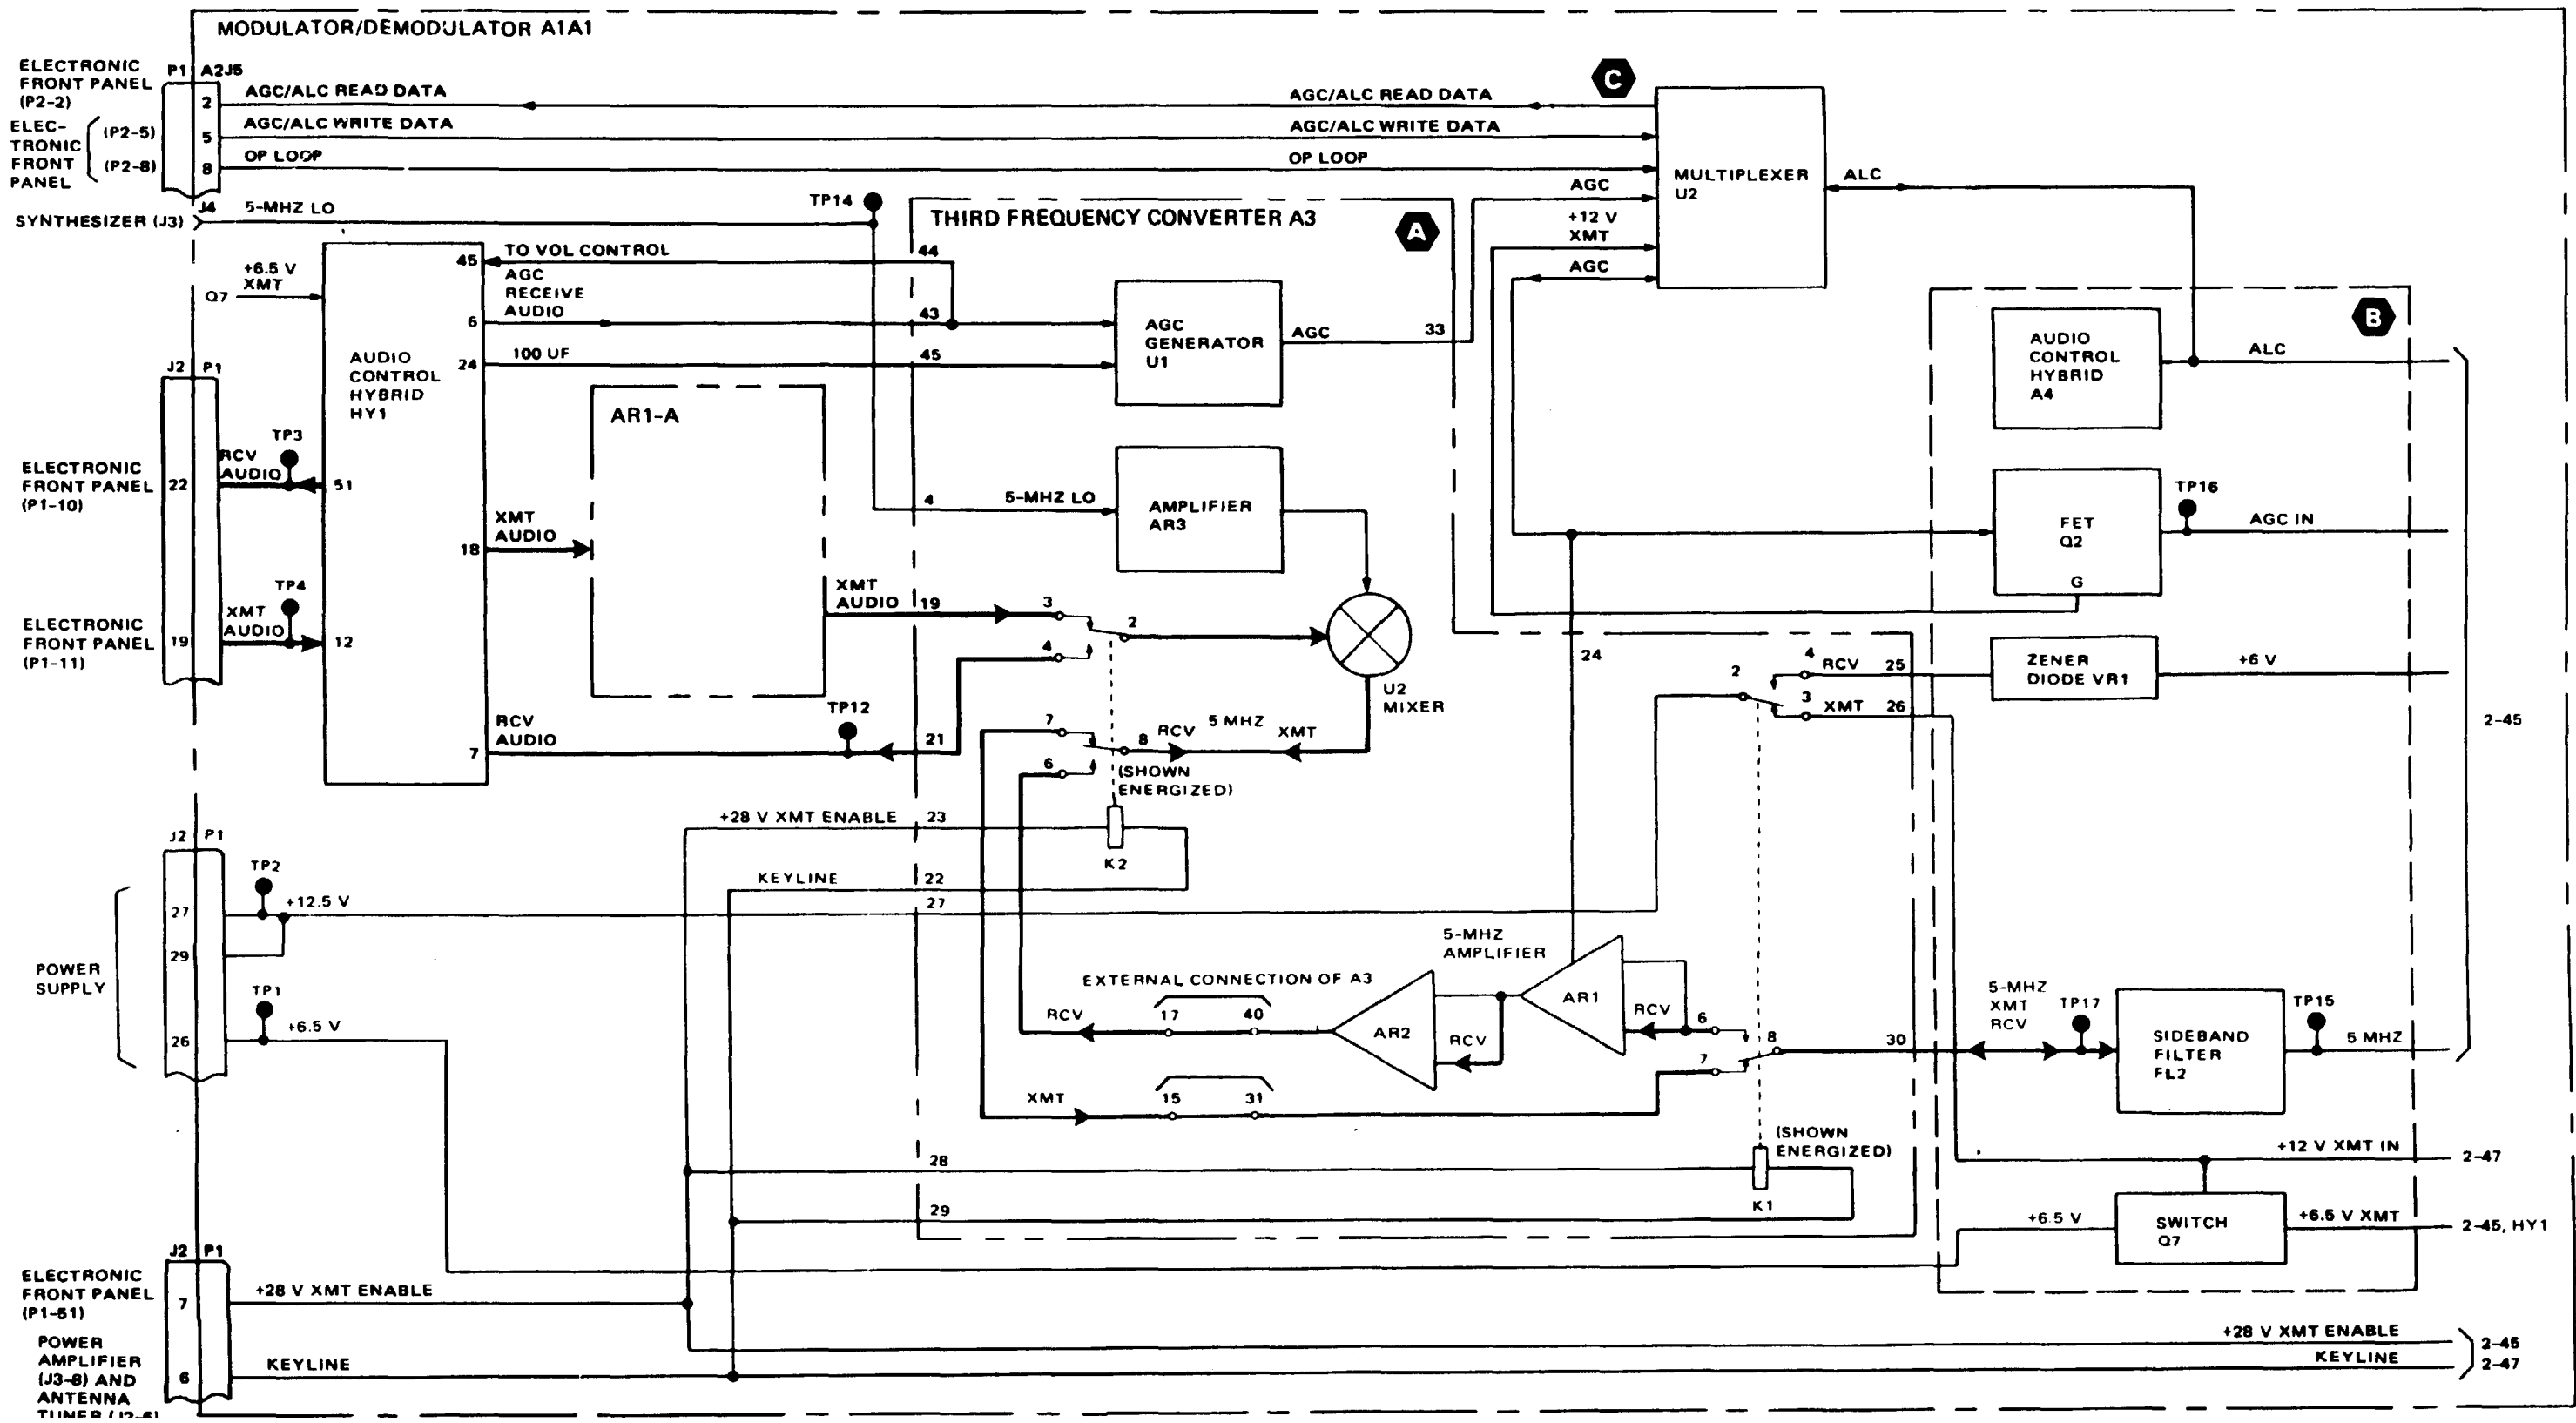 MODULATOR/DEMODULATOR A1A1
ELECTRONIC
FRONT PANEL
(P2-2)
P1 A2J5
2
AGC/ALC READ DATA
AGC/ALC READ DATA
C
ELEC-
TRONIC
FRONT
PANEL
(P2-5)
(P2-8)
5
AGC/ALC WRITE DATA
AGC/ALC WRITE DATA
8
OP LOOP
OP LOOP
MULTIPLEXER
U2
ALC
AGC
+12 V
XMT
AGC
SYNTHESIZER (J3)
J4
5-MHZ LO
TP14
THIRD FREQUENCY CONVERTER A3
A
B
+6.5 V
XMT
Q7
45
TO VOL CONTROL
44
AGC
RECEIVE
AUDIO
6
43
24
100 UF
45
AUDIO
CONTROL
HYBRID
HY1
AGC
GENERATOR
U1
AGC
33
AUDIO
CONTROL
HYBRID
A4
ALC
J2 P1
AR1-A
TP3
RCV
AUDIO
ELECTRONIC
FRONT PANEL
(P1-10)
22
51
4
5-MHZ LO
AMPLIFIER
AR3
FET
Q2
G
TP16
AGC IN
XMT
AUDIO
18
TP4
XMT
AUDIO
ELECTRONIC
FRONT PANEL
(P1-11)
19
12
XMT
AUDIO
19
3
2
4
U2
MIXER
24
2
4
RCV
25
3
XMT
26
ZENER
DIODE VR1
+6 V
2-45
RCV
AUDIO
7
TP12
21
7
8
RCV
5 MHZ
XMT
6
(SHOWN
ENERGIZED)
+28 V XMT ENABLE
23
K2
KEYLINE
22
J2 P1
TP2
27
+12.5 V
27
29
POWER
SUPPLY
TP1
+6.5 V
26
5-MHZ
AMPLIFIER
EXTERNAL CONNECTION OF A3
RCV
17
40
AR2
RCV
AR1
RCV
6
7
8
30
5-MHZ
XMT
RCV
TP17
SIDEBAND
FILTER
FL2
TP15
5 MHZ
XMT
15
31
(SHOWN
ENERGIZED)
28
K1
29
+12 V XMT IN
2-47
+6.5 V
SWITCH
Q7
+6.5 V XMT
2-45, HY1
J2 P1
ELECTRONIC
FRONT PANEL
(P1-51)
7
+28 V XMT ENABLE
POWER
AMPLIFIER
(J3-8) AND
ANTENNA
TUNER (J2-6)
6
KEYLINE
+28 V XMT ENABLE
KEYLINE
2-45
2-47